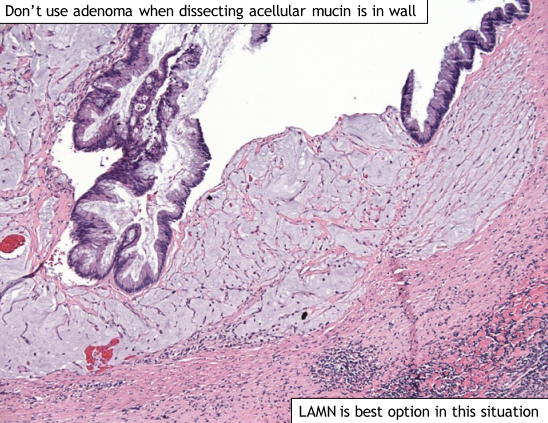 Don't use adenoma when dissecting acellular mucin is in wall
LAMN is best option in this situation